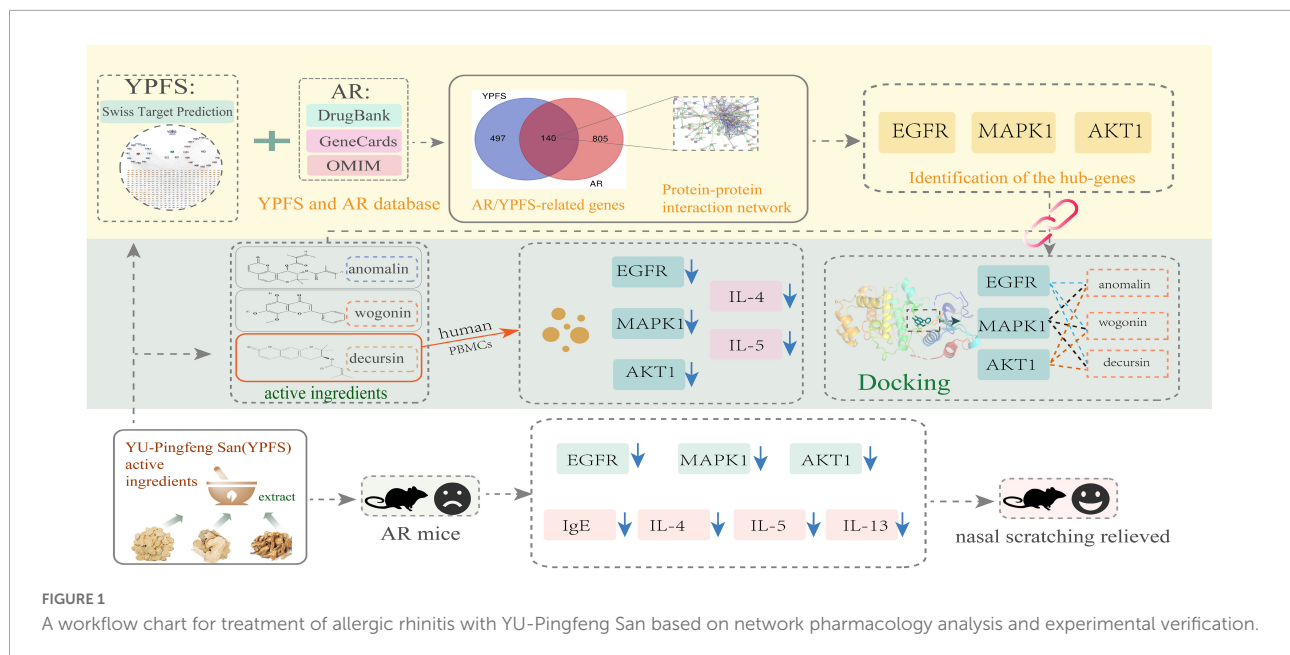 YPFS:
Swiss Target Prediction
AR:
DrugBank
GeneCards
OMIM
YPFS and AR database
YPFS
497
140
805
AR
AR/YPFS-related genes
Protein-protein
interaction network
EGFR
MAPK1
AKT1
Identification of the hub-genes
anomalin
wogonin
decursin
active ingredients
human
PBMCs
EGFR
MAPK1
AKT1
IL-4
IL-5
Docking
EGFR
MAPK1
AKT1
anomalin
wogonin
decursin
YU-Pingfeng San(YPFS)
active
ingredients
extract
AR mice
EGFR
MAPK1
AKT1
IgE
IL-4
IL-5
IL-13
nasal scratching relieved
FIGURE 1
A workflow chart for treatment of allergic rhinitis with YU-Pingfeng San based on network pharmacology analysis and experimental verification.